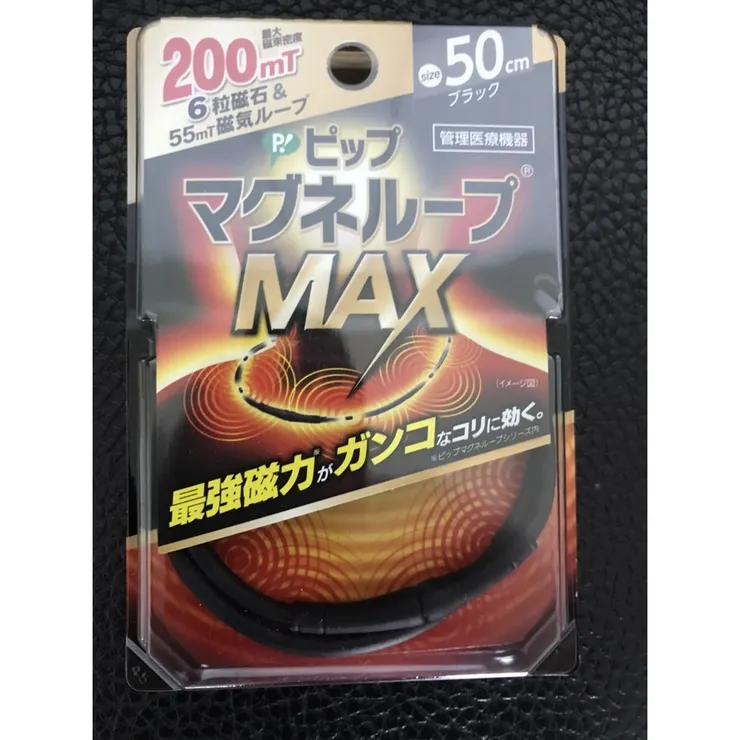 最大
磁束密度
200mT
6粒磁石&
55mT磁気ループ
size 50cm
ブラック
管理医療機器
P! ピップ
マグネループ®
MAX
(イメージ図)
最強磁力※がガンコなコリに効く。
※ピップマグネループシリーズ内